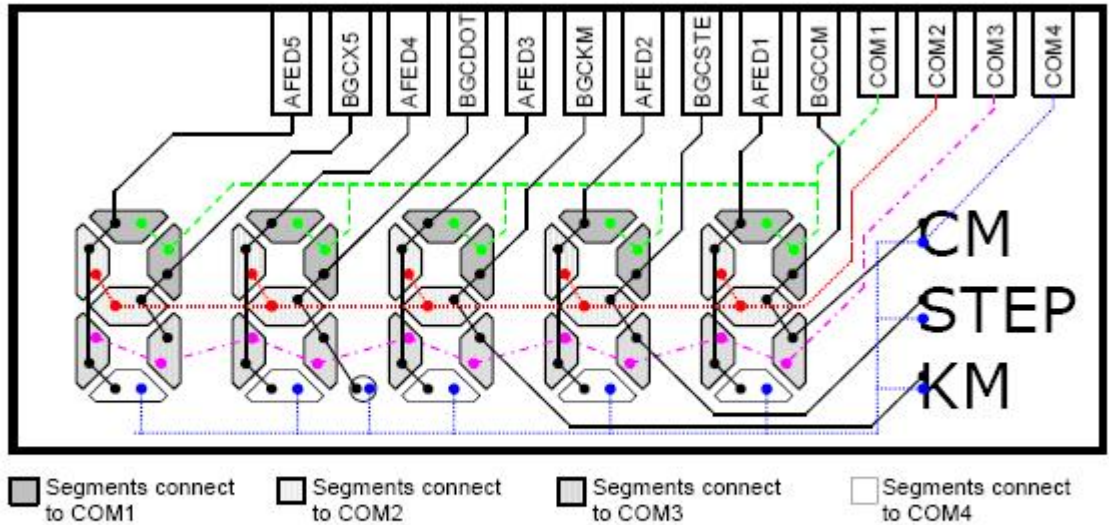 AFED5
BGCX5
AFED4
BGCDOT
AFED3
BGCKM
AFED2
BGCSTE
AFED1
BGCCM
COM1
COM2
COM3
COM4
CM
STEP
KM
Segments connect
to COM1
Segments connect
to COM2
Segments connect
to COM3
Segments connect
to COM4